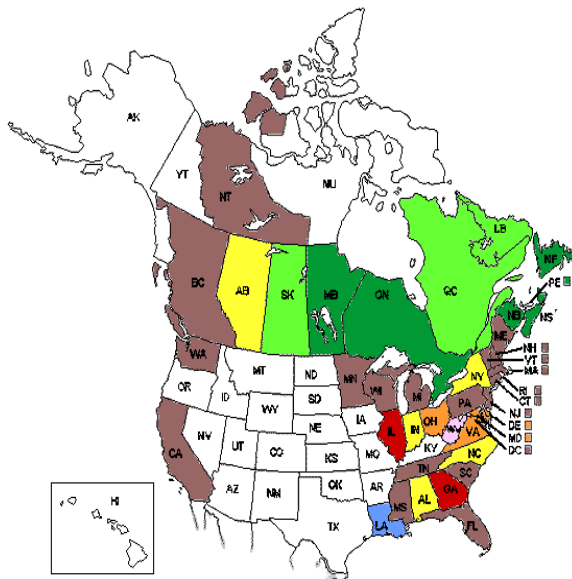 AK
YT
NT
NU
BC
AB
SK
MB
ON
QC
LB
NF
PE
NB
NS
ME
NH
VT
MA
WA
MT
ND
MN
OR
ID
SD
WI
MI
NY
RI
CT
WY
IA
PA
NJ
NE
IL
IN
OH
DE
NV
UT
CO
KS
MO
KY
WV
VA
MD
DC
CA
TN
NC
AZ
NM
OK
AR
SC
MS
AL
GA
TX
LA
FL
HI